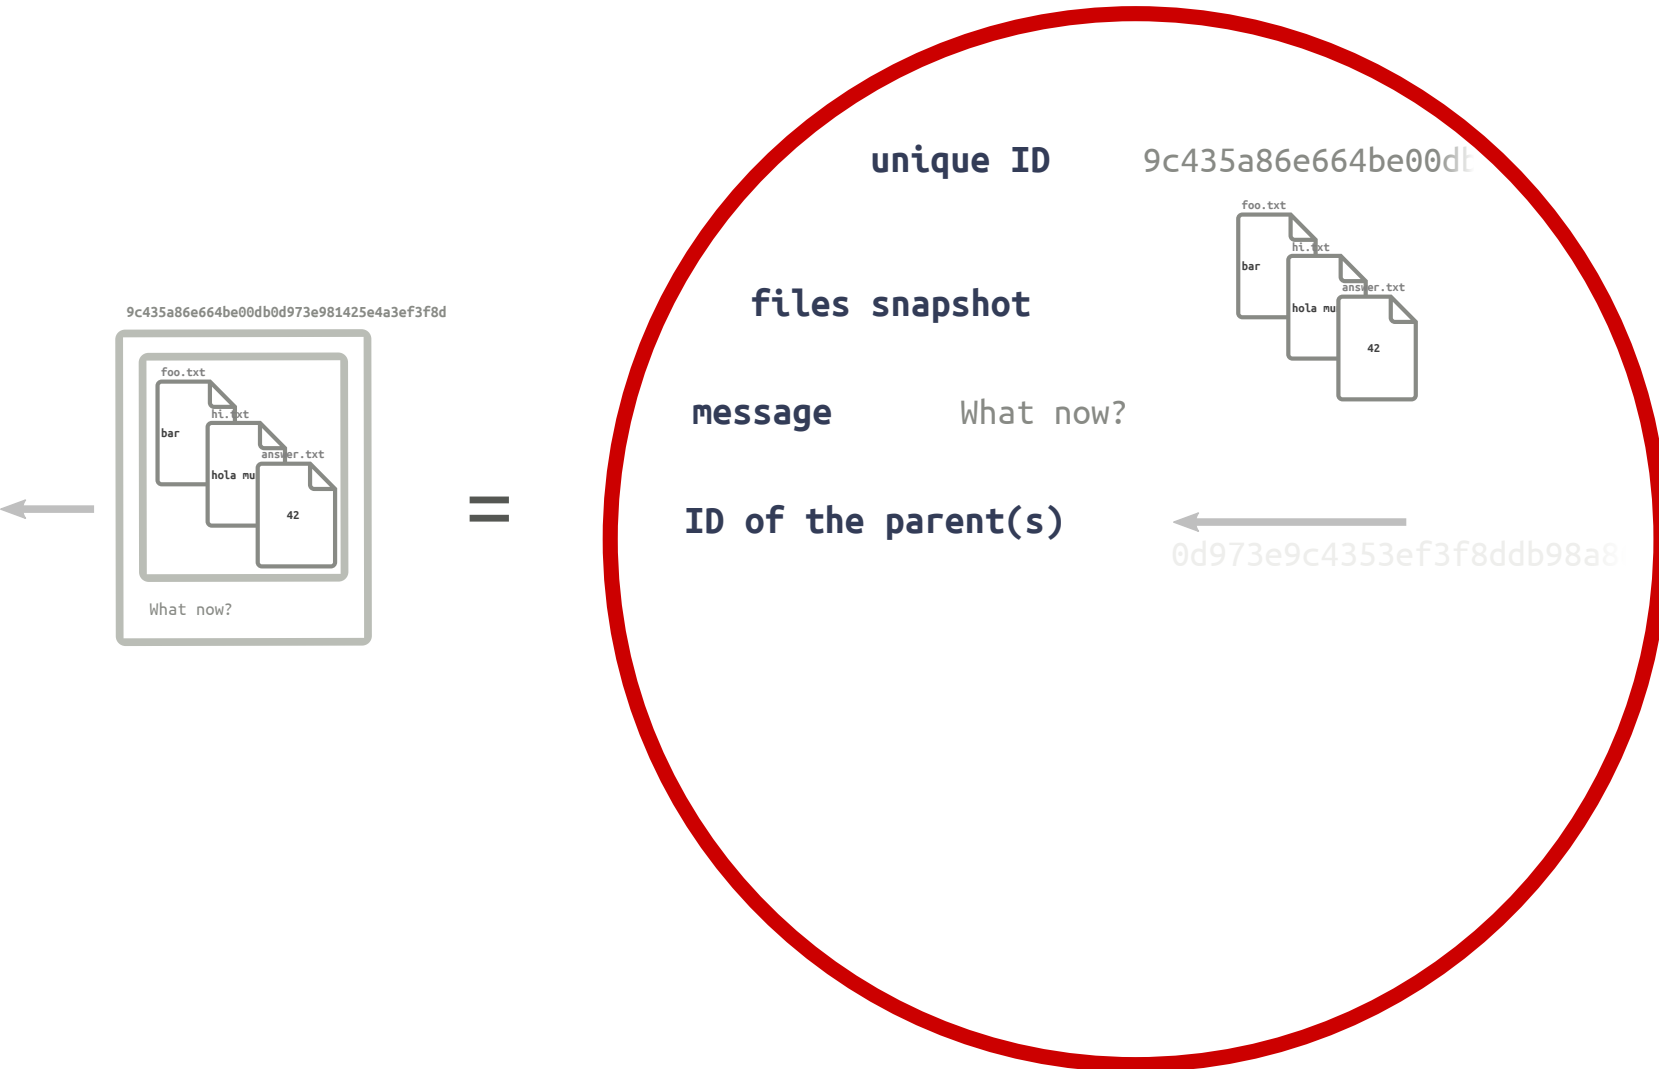 9c435a86e664be00db0d973e981425e4a3ef3f8d
foo.txt
hi.txt
bar
answer.txt
hola mu
42
What now?
=
unique ID 9c435a86e664be00db
foo.txt
hi.txt
bar
answer.txt
files snapshot hola mu
42
message What now?
ID of the parent(s)
0d973e9c4353ef3f8ddb98a8